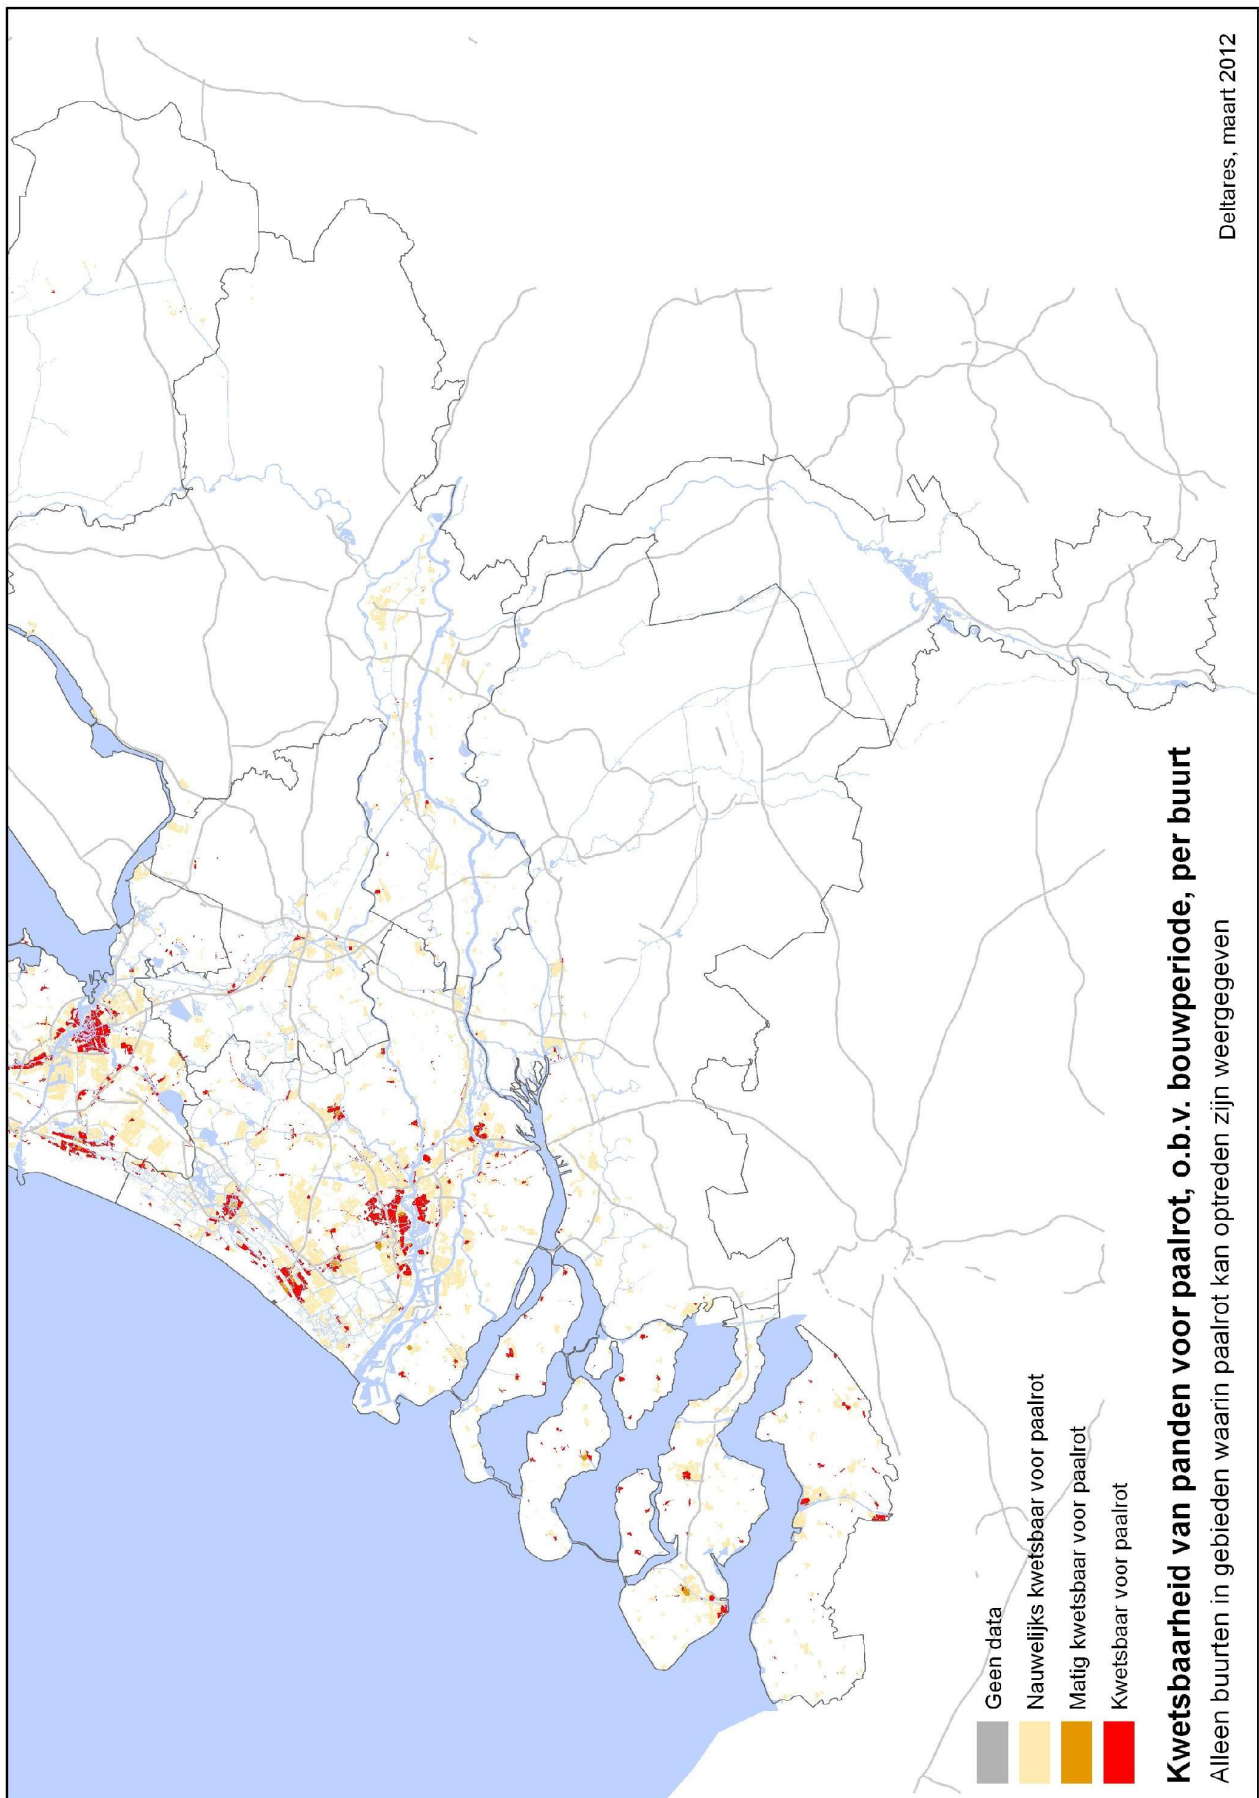 Geen data
Nauwelijks kwetsbaar voor paalrot
Matig kwetsbaar voor paalrot
Kwetsbaar voor paalrot
Kwetsbaarheid van panden voor paalrot, o.b.v. bouwperiode, per buurt
Alleen buurten in gebieden waarin paalrot kan optreden zijn weergegeven
Deltares, maart 2012